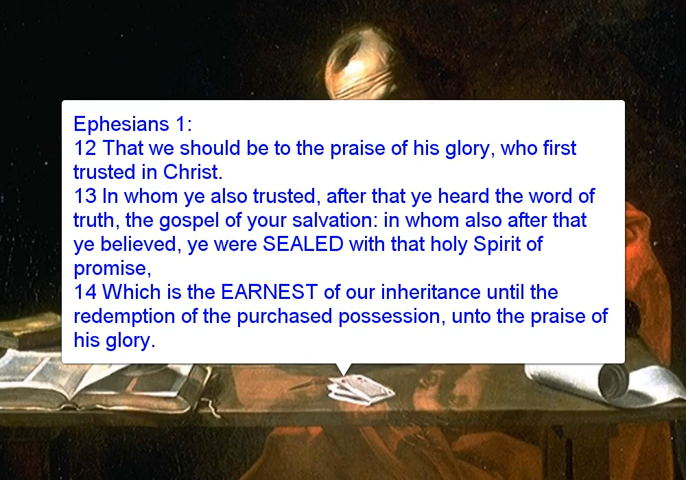 Ephesians 1:
12 That we should be to the praise of his glory, who first
trusted in Christ.
13 In whom ye also trusted, after that ye heard the word of
truth, the gospel of your salvation: in whom also after that
ye believed, ye were SEALED with that holy Spirit of
promise,
14 Which is the EARNEST of our inheritance until the
redemption of the purchased possession, unto the praise of
his glory.